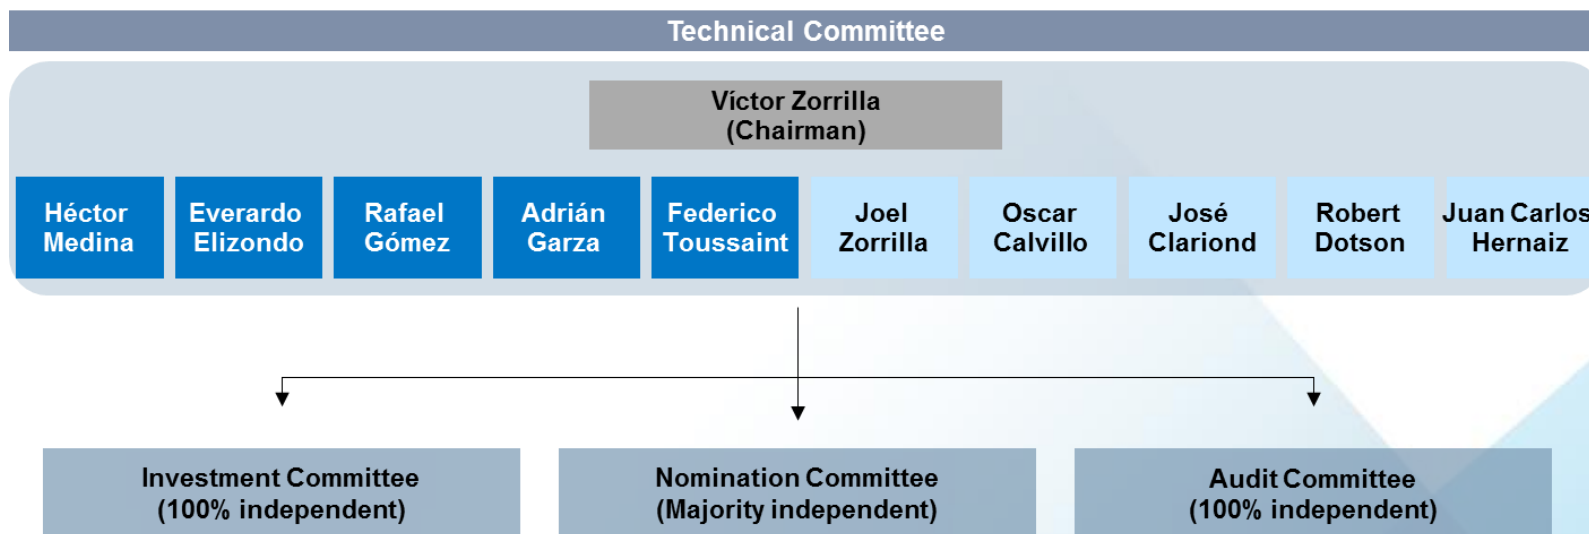 Technical Committee
Víctor Zorrilla
(Chairman)
Héctor
Medina
Everardo
Elizondo
Rafael
Gómez
Adrián
Garza
Federico
Toussaint
Joel
Zorrilla
Oscar
Calvillo
José
Clariond
Robert
Dotson
Juan Carlos
Hernaiz
Investment Committee
(100% independent)
Nomination Committee
(Majority independent)
Audit Committee
(100% independent)